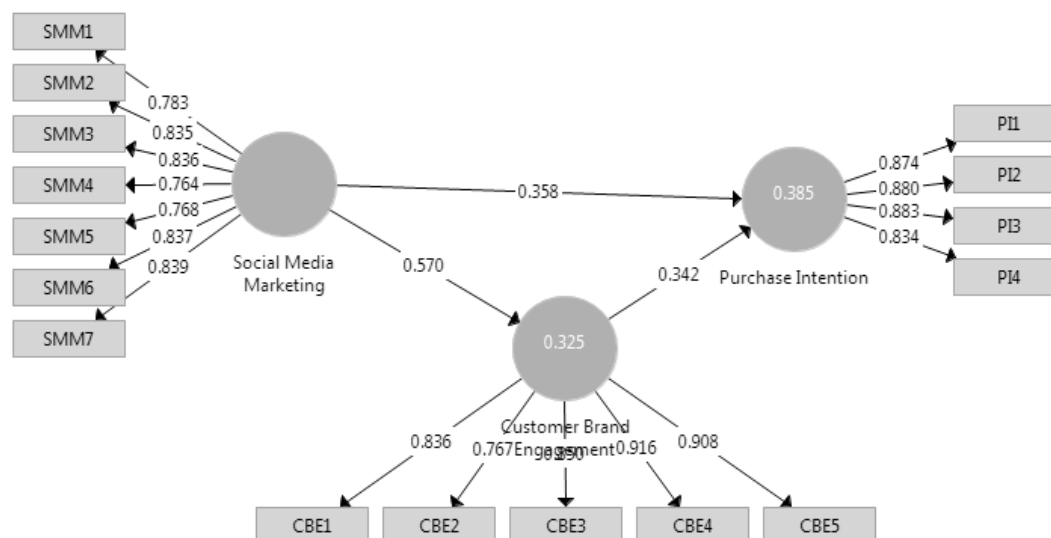 SMM1
SMM2
SMM3
SMM4
SMM5
SMM6
SMM7
0.783
0.835
0.836
0.764
0.768
0.837
0.839
Social Media
Marketing
0.358
0.570
0.385
Purchase Intention
0.342
0.874
0.880
0.883
0.834
PI1
PI2
PI3
PI4
0.325
Customer Brand
Engagement
0.836
0.767
0.916
0.908
CBE1
CBE2
CBE3
CBE4
CBE5